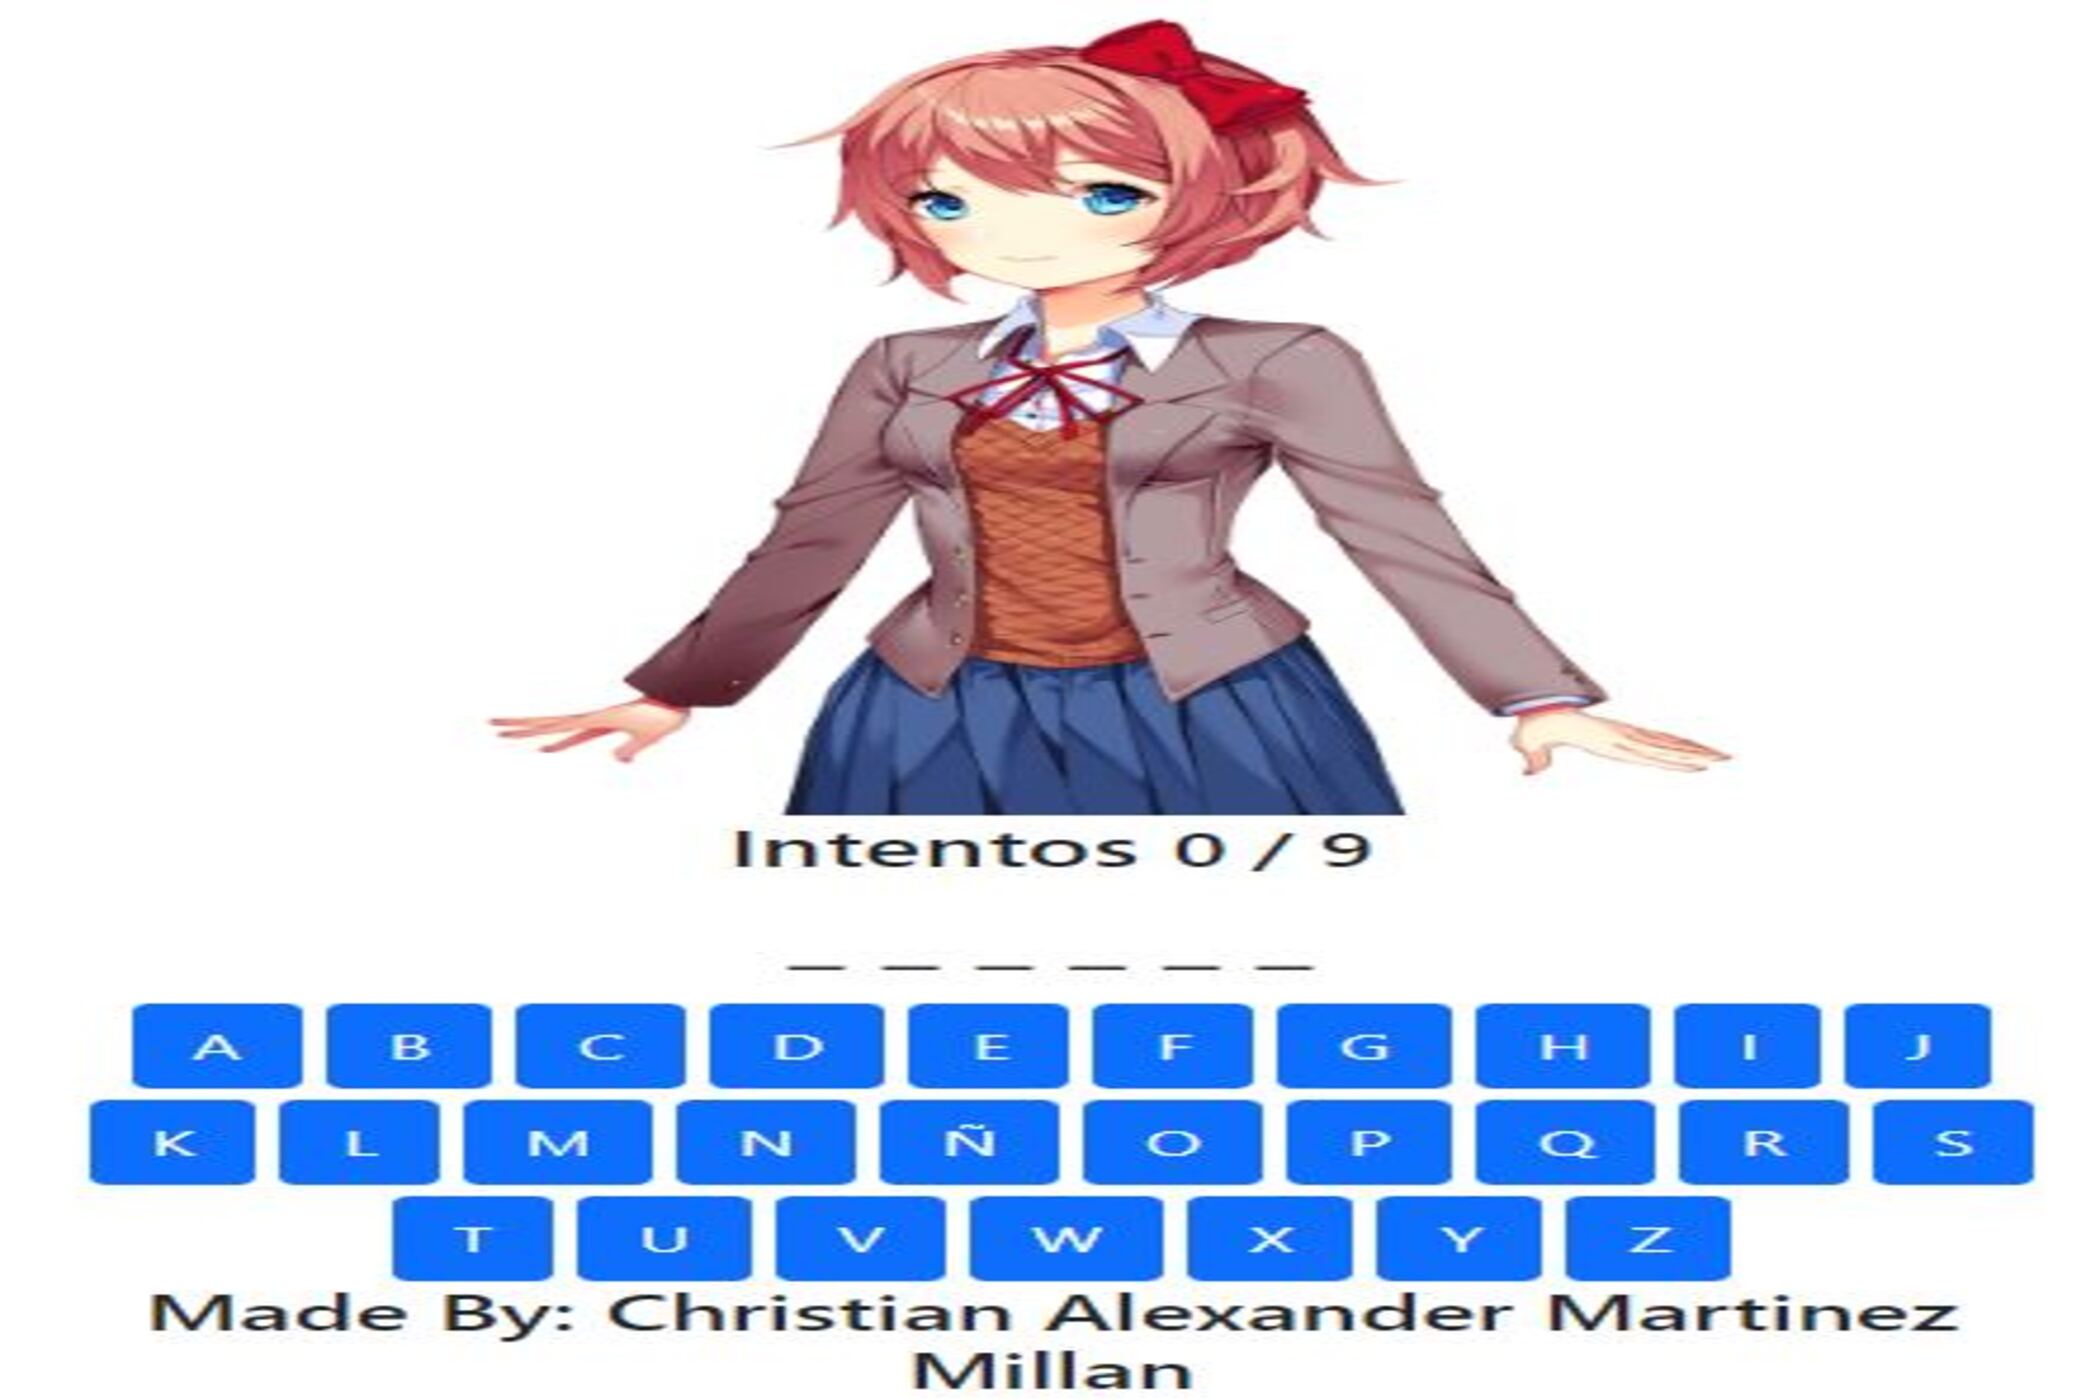 Intentos 0 / 9
_ _ _ _ _ _
A B C D E F G H I J
K L M N Ñ O P Q R S
T U V W X Y Z
Made By: Christian Alexander Martinez
Millan